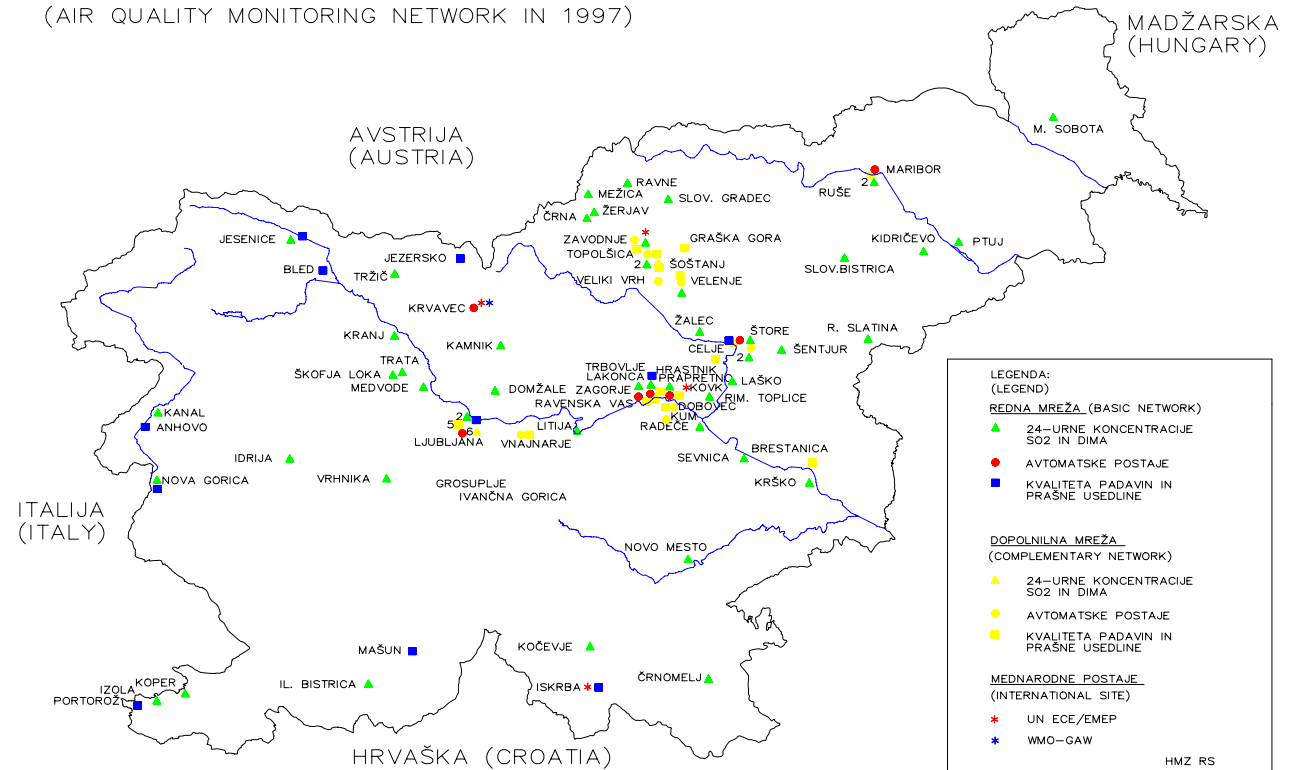 (AIR QUALITY MONITORING NETWORK IN 1997)
MADŽARSKA
(HUNGARY)
AVSTRIJA
(AUSTRIA)
M. SOBOTA
MARIBOR
2
RUŠE
RAVNE
MEŽICA
SLOV. GRADEC
ŽERJAV
ČRNA
ZAVODNJE
GRAŠKA GORA
TOPOLŠICA
2
ŠOŠTANJ
VELIKI VRH
VELENJE
KIDRIČEVO
PTUJ
SLOV.BISTRICA
JESENICE
JEZERSKO
BLED
TRŽIČ
KRVAVEC
KRANJ
KAMNIK
TRATA
ŠKOFJA LOKA
MEDVODE
DOMŽALE
ŽALEC
ŠTORE
R. SLATINA
CELJE
2
ŠENTJUR
TRBOVLJE
HRASTNIK
LAKONCA
PRAPRETNO
ZAGORJE
KOVK
LAŠKO
RAVENSKA VAS
RIM. TOPLICE
DOBOVEC
KUM
RADEČE
2
5
6
LJUBLJANA
VNAJNARJE
LITIJA
KANAL
ANHOVO
IDRIJA
NOVA GORICA
VRHNIKA
GROSUPLJE
IVANČNA GORICA
SEVNICA
BRESTANICA
KRŠKO
ITALIJA
(ITALY)
NOVO MESTO
MAŠUN
KOČEVJE
IL. BISTRICA
ISKRBA
ČRNOMELJ
KOPER
IZOLA
PORTOROŽ
HRVAŠKA (CROATIA)
LEGENDA:
(LEGEND)
REDNA MREŽA (BASIC NETWORK)
24-URNE KONCENTRACIJE
SO2 IN DIMA
AVTOMATSKE POSTAJE
KVALITETA PADAVIN IN
PRAŠNE USEDLINE
DOPOLNILNA MREŽA
(COMPLEMENTARY NETWORK)
24-URNE KONCENTRACIJE
SO2 IN DIMA
AVTOMATSKE POSTAJE
KVALITETA PADAVIN IN
PRAŠNE USEDLINE
MEDNARODNE POSTAJE
(INTERNATIONAL SITE)
UN ECE/EMEP
WMO-GAW
HMZ RS